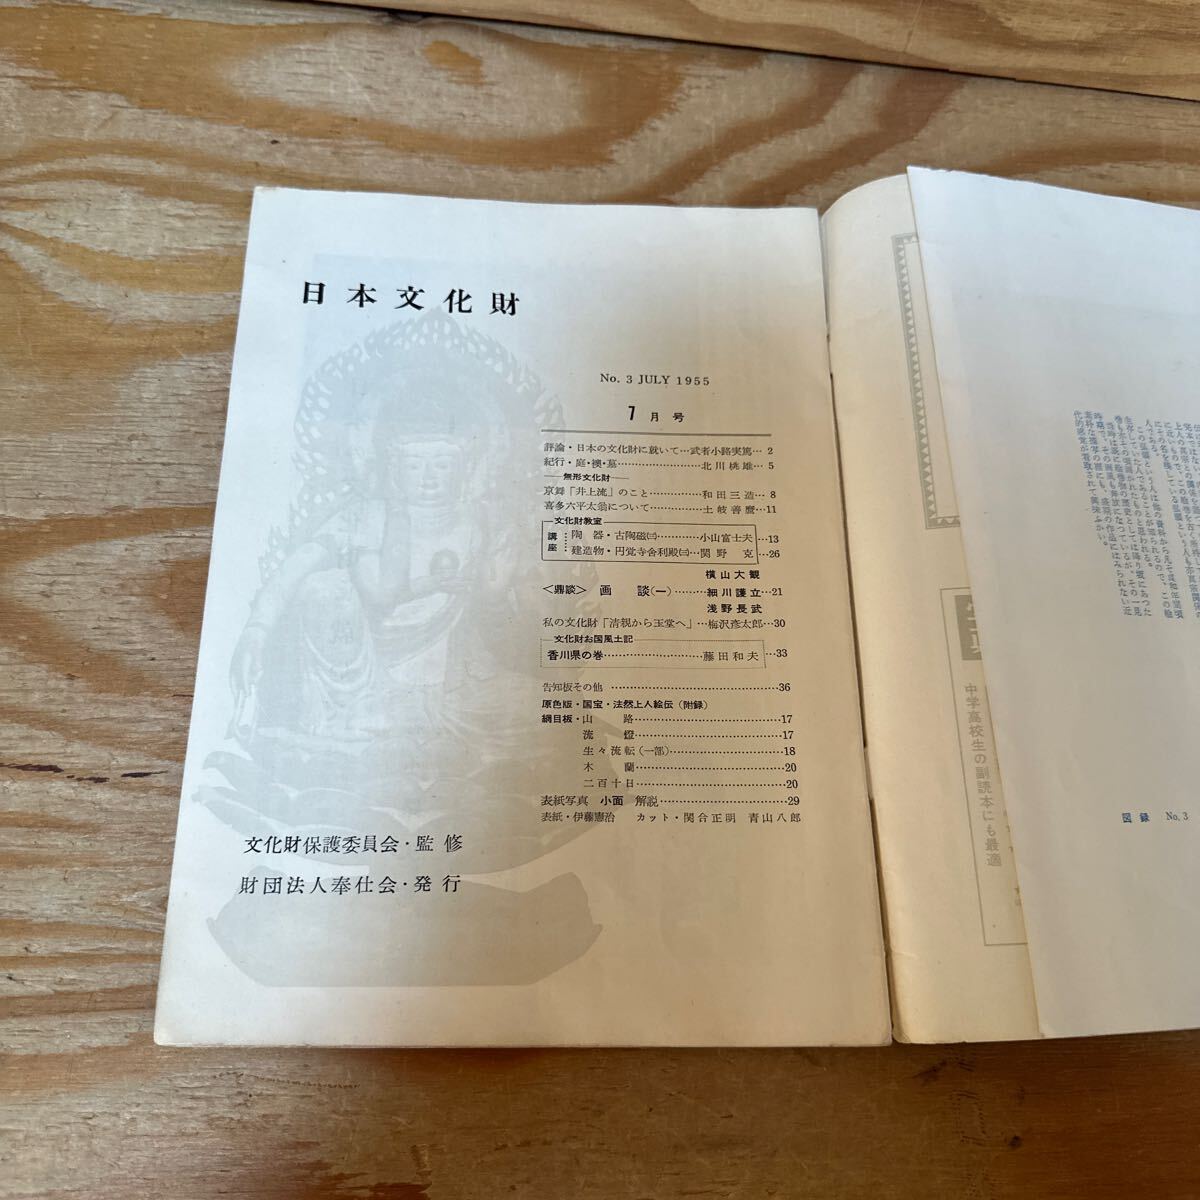 日本文化財
No. 3 JULY 1955
7月号
評論・日本の文化財に就いて…武者小路実篤…2
紀行・庭・襖・墓……………………北川桃雄…5
無形文化財
京舞「井上流」のこと……………和田三造…8
喜多六平太翁について……………土岐善麿…11
文化財教室
講座
陶器・古陶磁㈢…………小山富士夫…13
建造物・円覚寺舎利殿㈢…関野克…26
横山大観
<鼎談> 画談(一)………細川護立…21
浅野長武
私の文化財「清親から玉堂へ」…梅沢彦太郎…30
文化財お国風土記
香川県の巻…………………………藤田和夫…33
告知板その他……………………………………36
原色版・国宝・法然上人絵伝(附録)
網目板・山路………………………………17
流燈………………………………………17
生々流転(一部)…………………………18
木蘭………………………………………20
二百十日…………………………………20
表紙写真 小面 解説……………………………29
表紙・伊藤憲治 カット・関合正明 青山八郎
文化財保護委員会・監修
財団法人奉仕会・発行
中学高校生の副読本にも最適
図録 No. 3